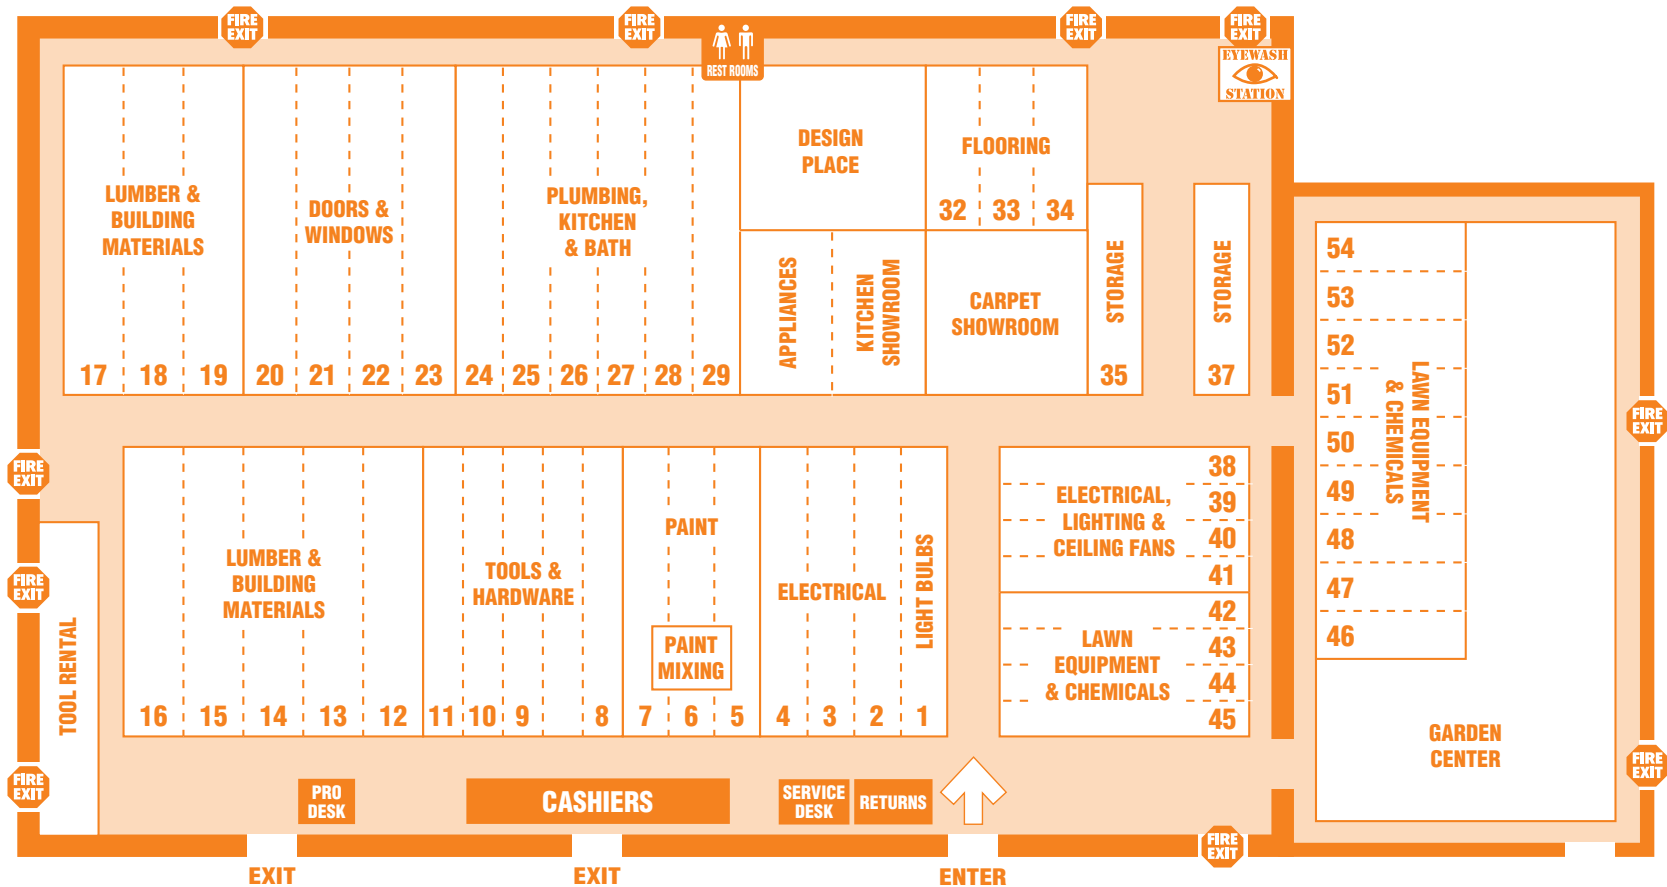 FIRE
EXIT
FIRE
EXIT
FIRE
EXIT
FIRE
EXIT
REST ROOMS
EYEWASH
STATION
LUMBER &
BUILDING
MATERIALS
17 18 19
DOORS &
WINDOWS
20 21 22 23
PLUMBING,
KITCHEN
& BATH
24 25 26 27 28 29
DESIGN
PLACE
FLOORING
32 33 34
APPLIANCES
KITCHEN
SHOWROOM
CARPET
SHOWROOM
STORAGE
35
STORAGE
37
54
53
52
51
50
49
48
47
46
LAWN EQUIPMENT
& CHEMICALS
GARDEN
CENTER
FIRE
EXIT
FIRE
EXIT
FIRE
EXIT
FIRE
EXIT
FIRE
EXIT
TOOL RENTAL
LUMBER &
BUILDING
MATERIALS
16 15 14 13 12
TOOLS &
HARDWARE
11 10 9 8
PAINT
PAINT
MIXING
7 6 5
ELECTRICAL
LIGHT BULBS
4 3 2 1
ELECTRICAL,
LIGHTING &
CEILING FANS
38
39
40
41
LAWN
EQUIPMENT
& CHEMICALS
42
43
44
45
PRO
DESK
CASHIERS
SERVICE
DESK
RETURNS
FIRE
EXIT
EXIT
EXIT
ENTER